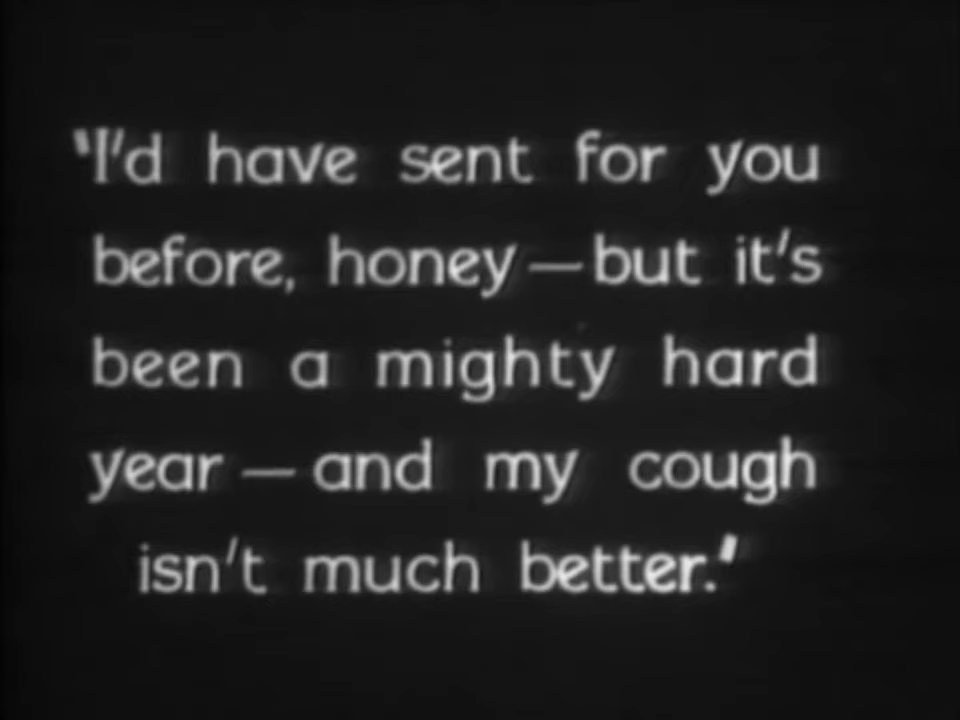 "I'd have sent for you
before, honey—but it's
been a mighty hard
year—and my cough
isn't much better."